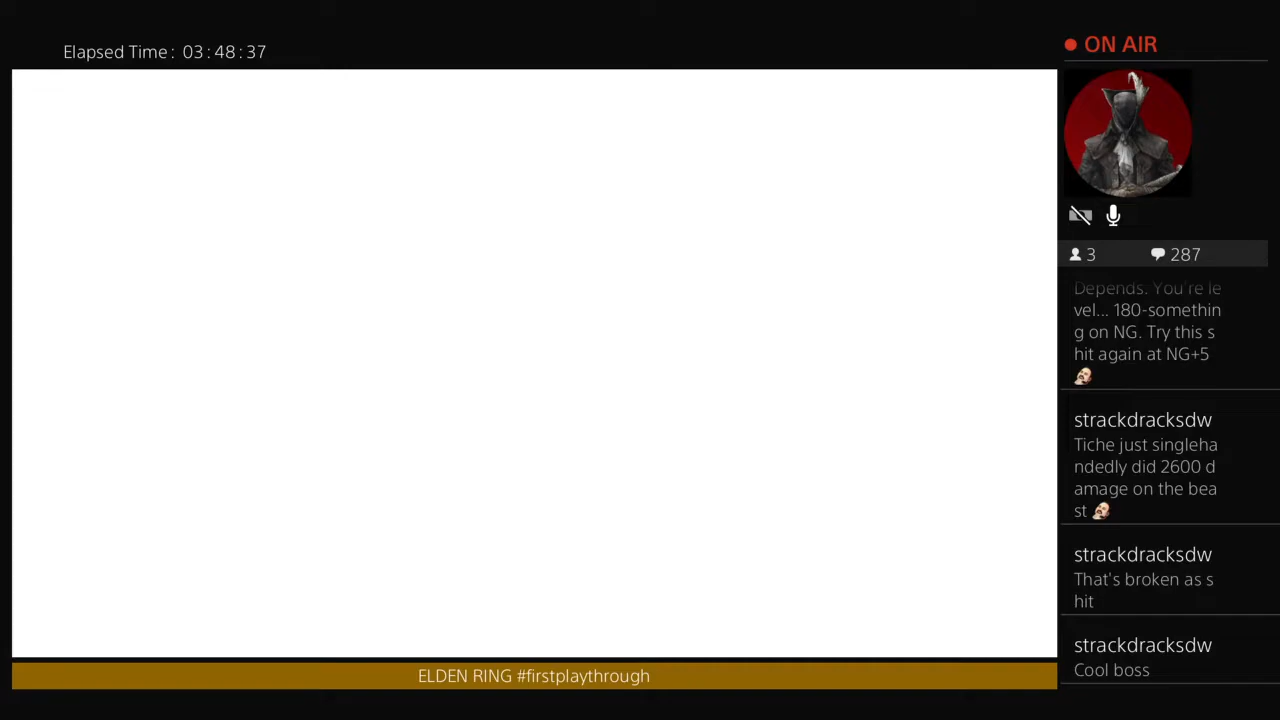 Elapsed Time: 03:48:37
ON AIR
3
287
Depends. You're le
vel... 180-somethin
g on NG. Try this s
hit again at NG+5
strackdracksdw
Tiche just singleha
ndedly did 2600 d
amage on the bea
st
strackdracksdw
That's broken as s
hit
strackdracksdw
Cool boss
ELDEN RING #firstplaythrough